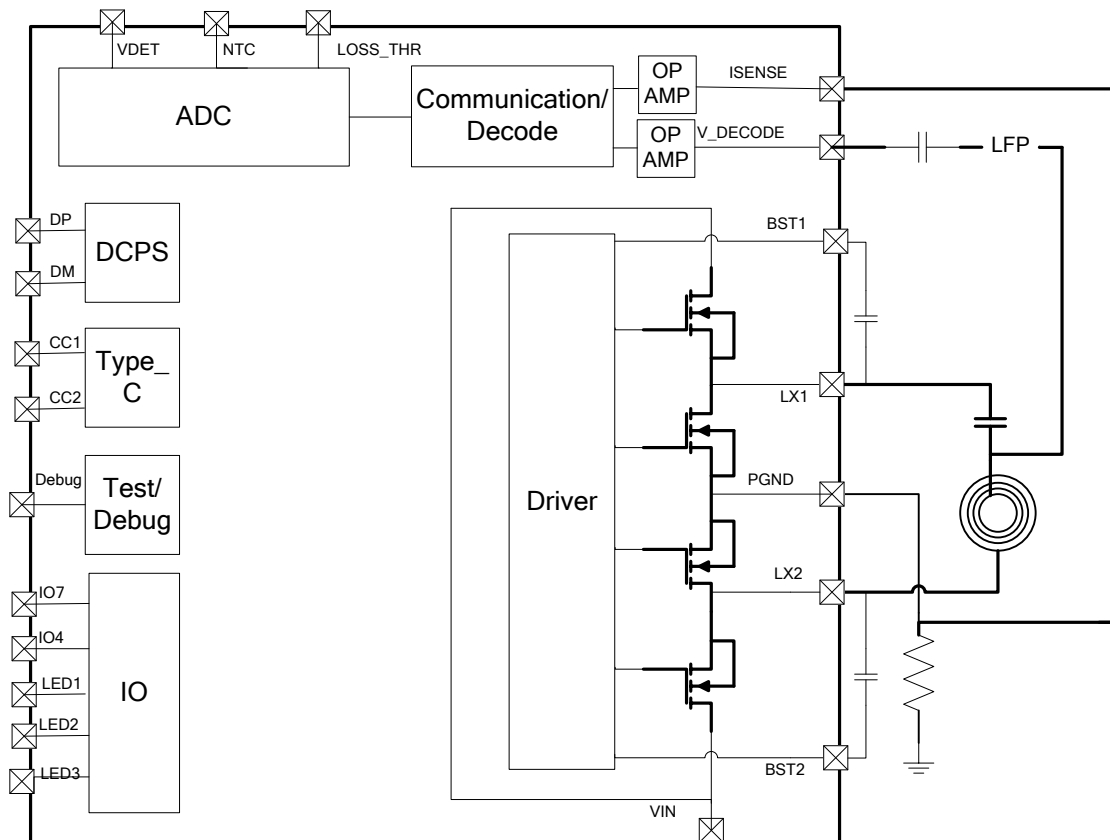 VDET
NTC
LOSS_THR
ADC
Communication/
Decode
OP
AMP
ISENSE
OP
AMP
V_DECODE
LFP
DP
DM
DCPS
CC1
CC2
Type_
C
Debug
Test/
Debug
IO7
IO4
LED1
LED2
LED3
IO
Driver
BST1
LX1
PGND
LX2
BST2
VIN